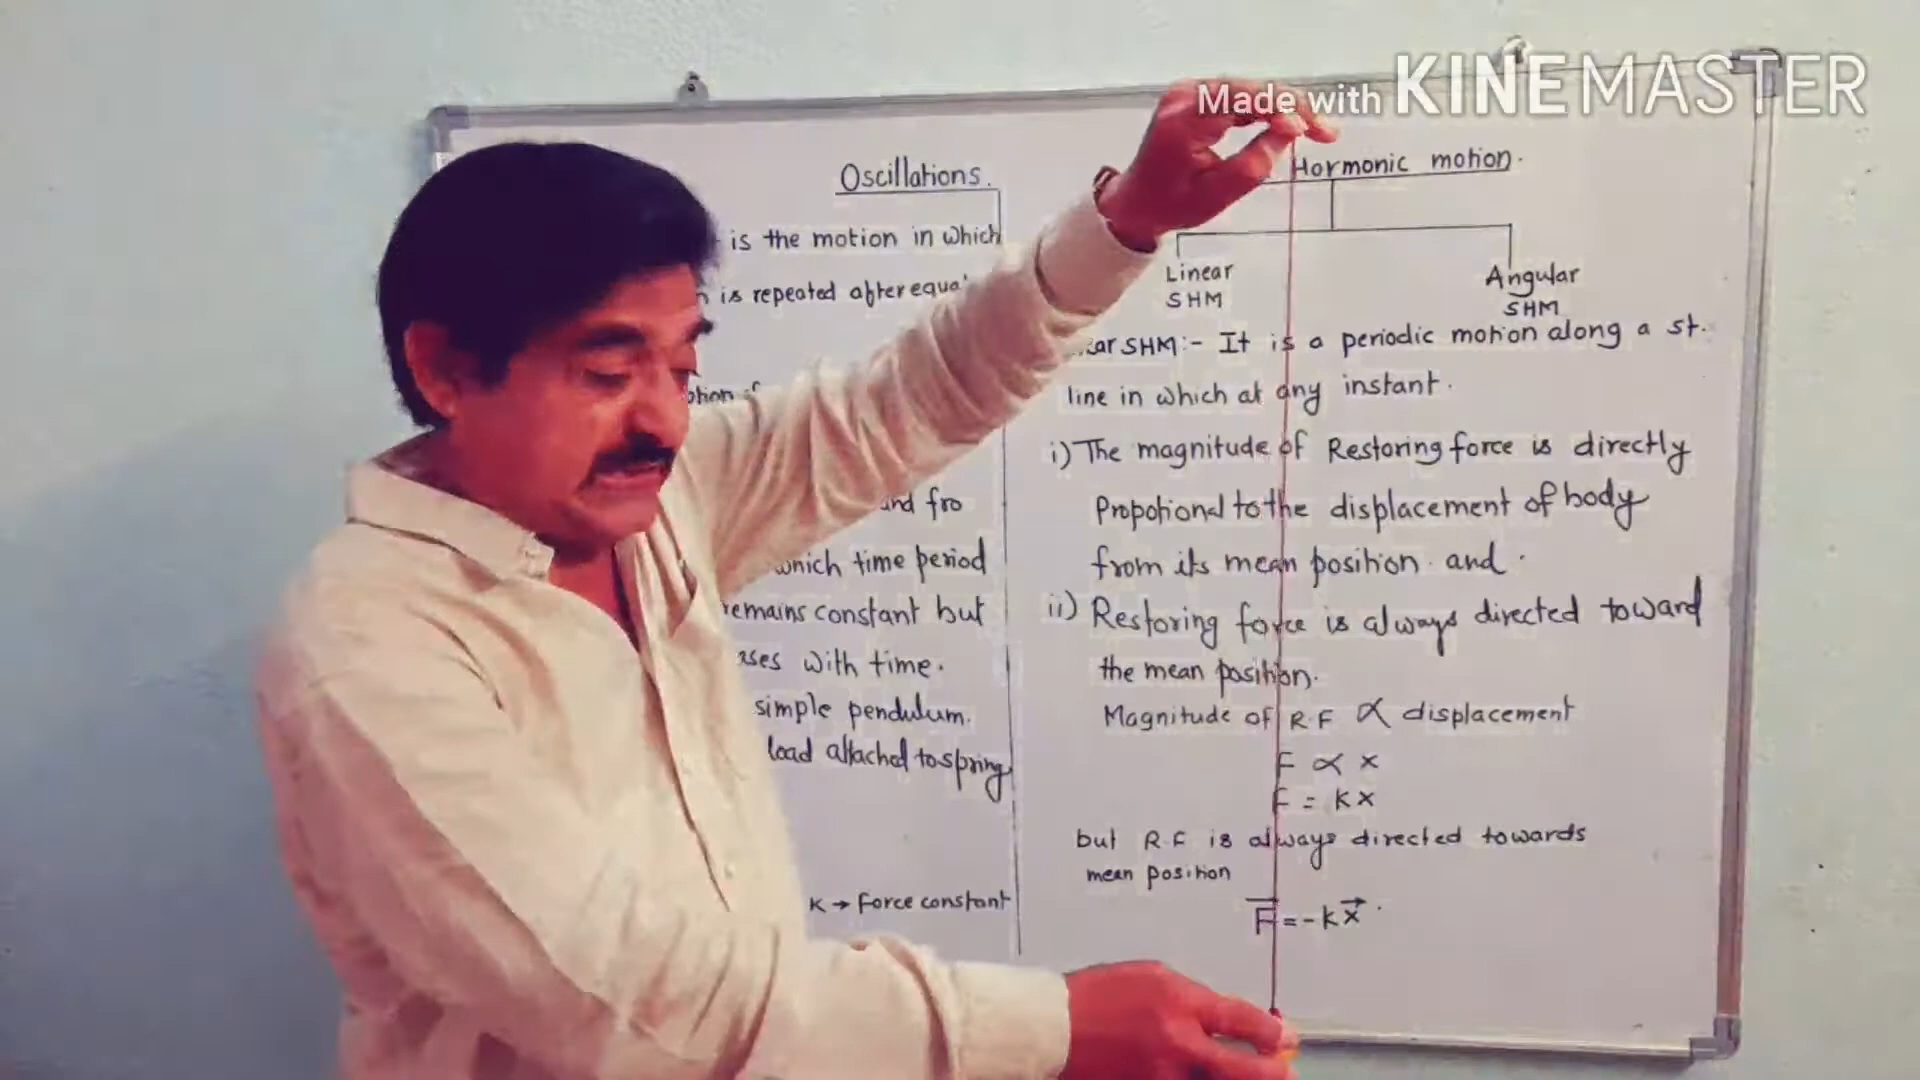 Made with KINEMASTER
Oscillations.
is the motion in which
is repeated after equal
and fro
which time period
remains constant but
with time.
simple pendulum.
load attached to spring
K → Force constant
Hormonic motion.
Linear Angular
SHM SHM
SHM:- It is a periodic motion along a st.
line in which at any instant.
i) The magnitude of Restoring force is directly
Propotional to the displacement of body
from its mean position. and
ii) Restoring force is always directed toward
the mean position.
Magnitude of R.F ∝ displacement
F ∝ x
F = Kx
but R.F is always directed towards
mean position
F⃗ = -kx⃗